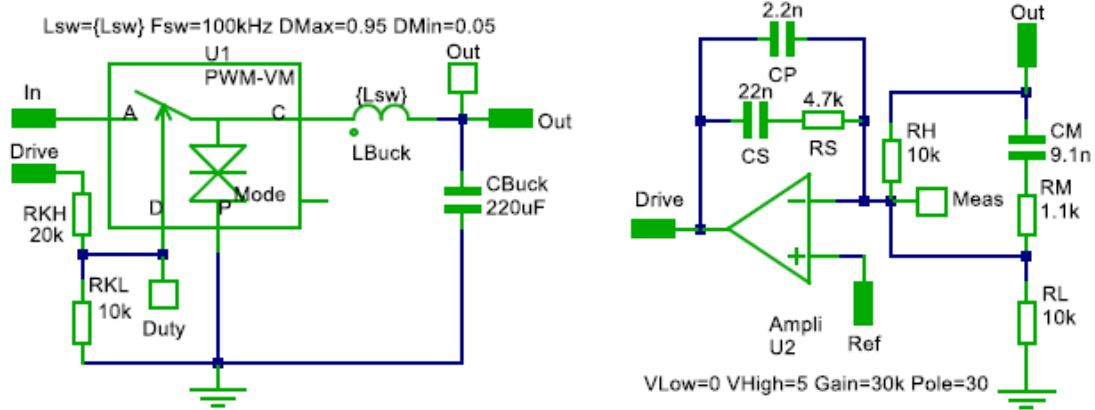 Lsw={Lsw} Fsw=100kHz DMax=0.95 DMin=0.05
U1
PWM-VM
In
A
C
{Lsw}
LBuck
Out
Out
Drive
RKH
20k
D
P
Mode
CBuck
220uF
RKL
10k
Duty
2.2n
CP
22n
CS
4.7k
RS
Out
RH
10k
CM
9.1n
RM
1.1k
Drive
Meas
Ampli
U2
Ref
RL
10k
VLow=0 VHigh=5 Gain=30k Pole=30